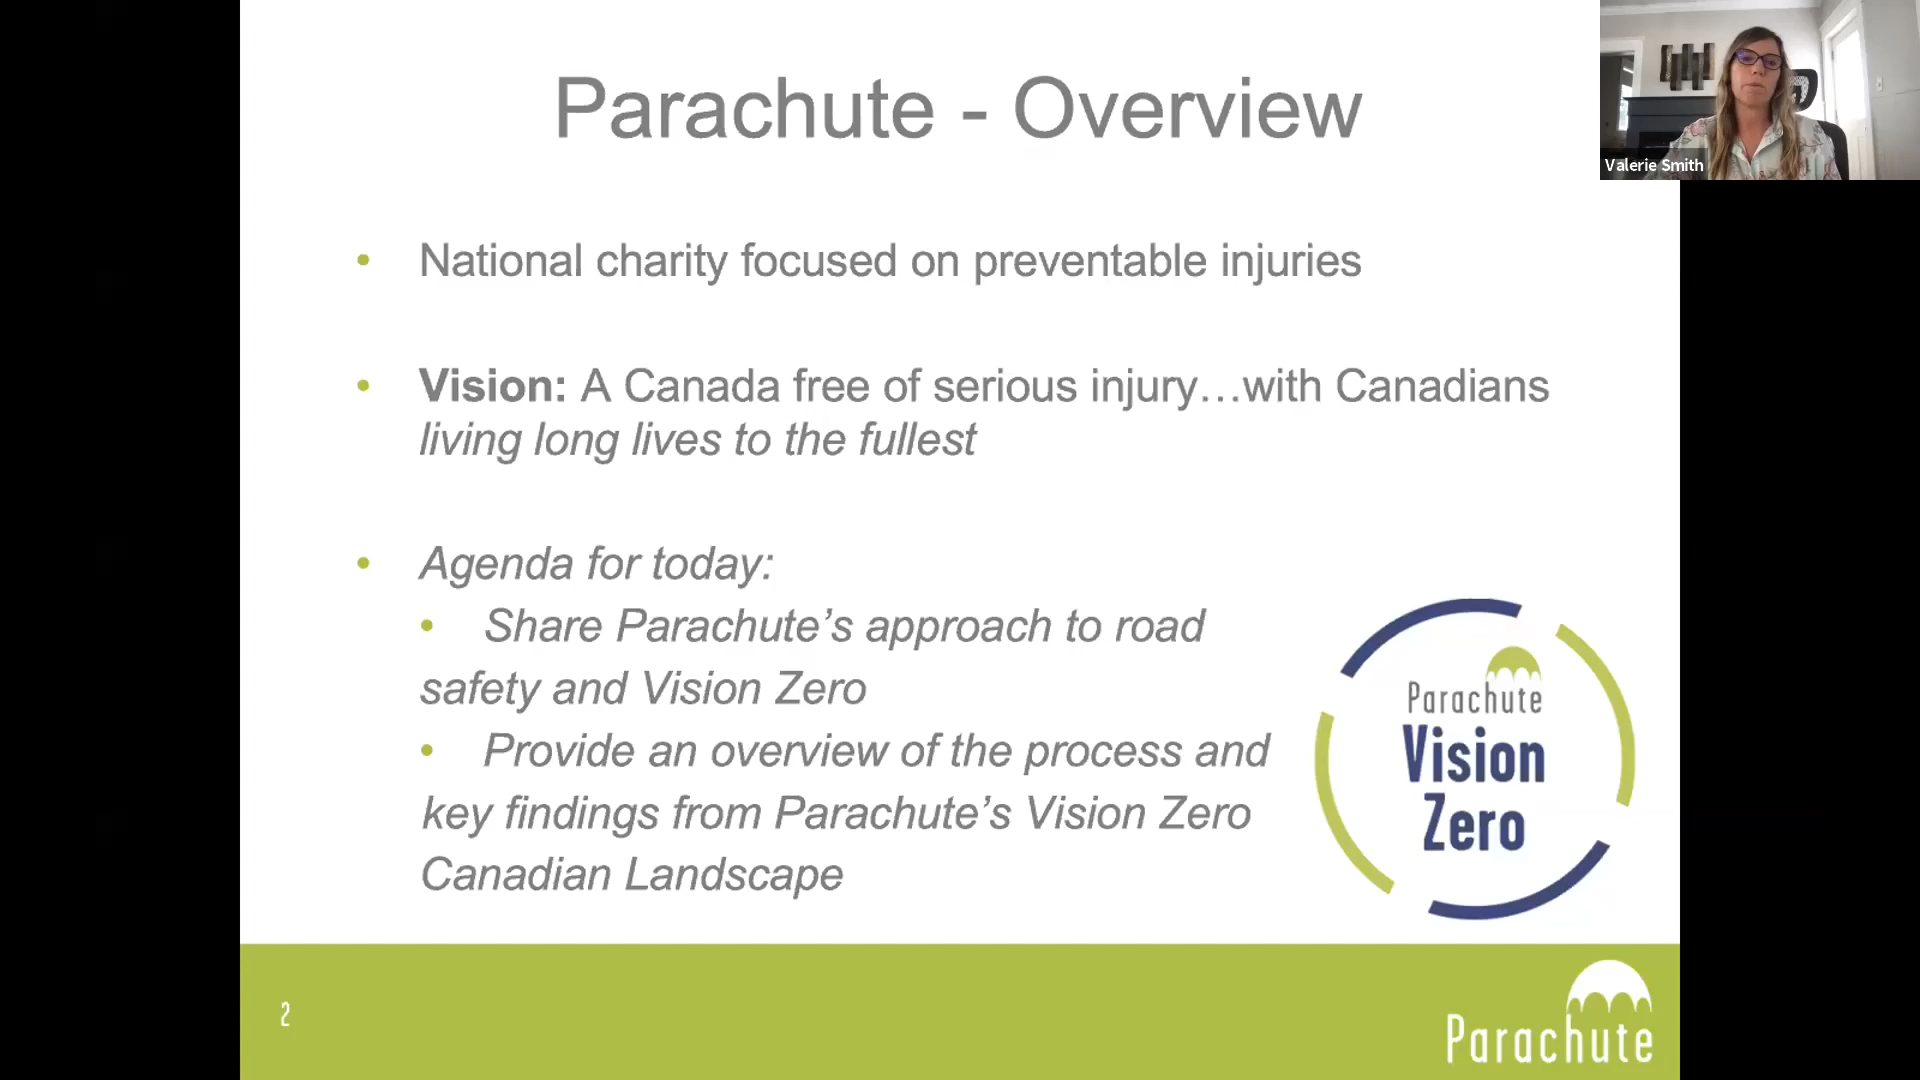 Parachute - Overview
Valerie Smith
• National charity focused on preventable injuries
• Vision: A Canada free of serious injury…with Canadians
living long lives to the fullest
• Agenda for today:
• Share Parachute’s approach to road
safety and Vision Zero
• Provide an overview of the process and
key findings from Parachute’s Vision Zero
Canadian Landscape
Parachute
Vision
Zero
2
Parachute